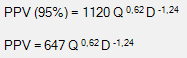 PPV (95%) = 1120 Q 0,62 D -1,24
PPV = 647 Q 0,62 D -1,24